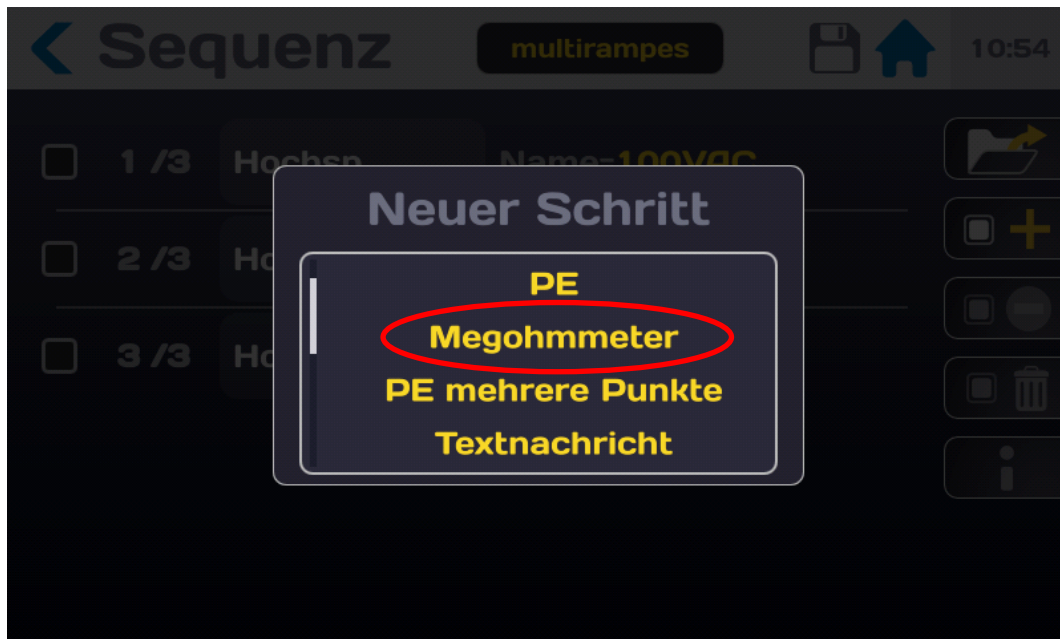 Sequenz
multirampes
10:54
1 /3
Name=100VAC
Neuer Schritt
2 /3
PE
Megohmmeter
3 /3
PE mehrere Punkte
Textnachricht